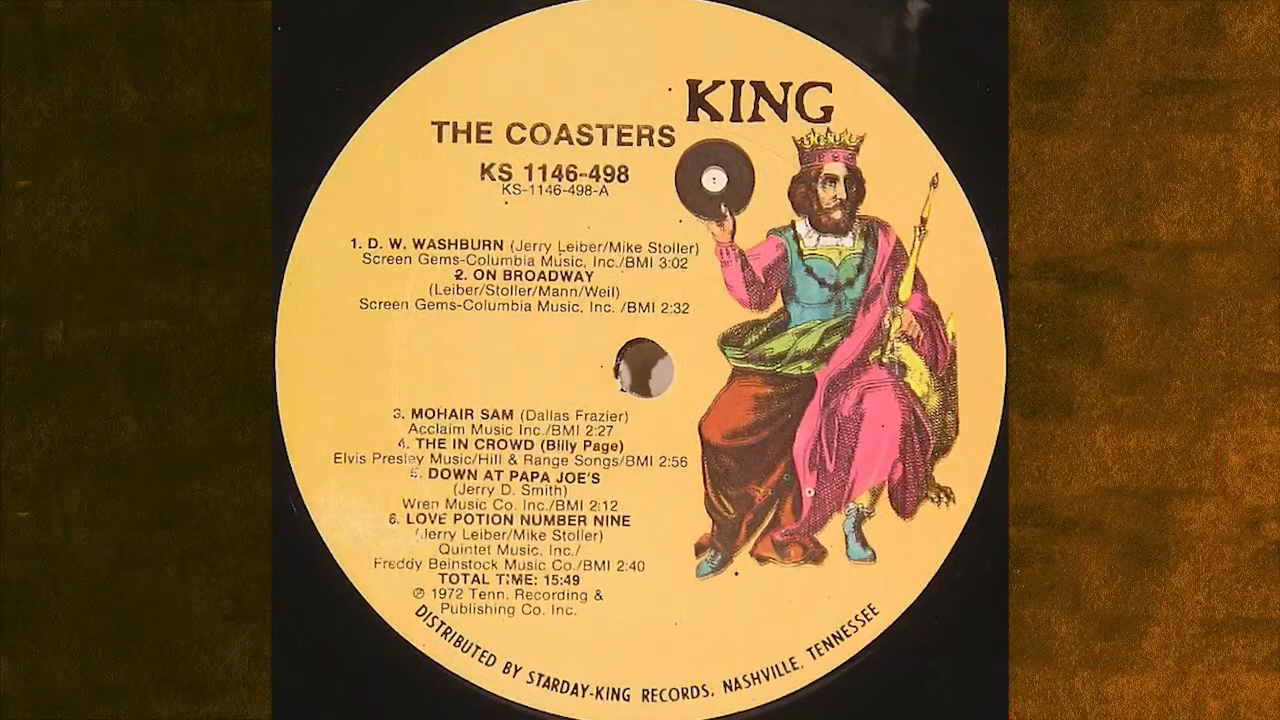 KING
THE COASTERS
KS 1146-498
KS-1146-498-A
1. D. W. WASHBURN (Jerry Leiber/Mike Stoller)
Screen Gems-Columbia Music, Inc./BMI 3:02
2. ON BROADWAY
(Leiber/Stoller/Mann/Weil)
Screen Gems-Columbia Music, Inc. /BMI 2:32
3. MOHAIR SAM (Dallas Frazier)
Acclaim Music Inc./BMI 2:27
4. THE IN CROWD (Billy Page)
Elvis Presley Music/Hill & Range Songs/BMI 2:56
5. DOWN AT PAPA JOE'S
(Jerry D. Smith)
Wren Music Co. Inc./BMI 2:12
6. LOVE POTION NUMBER NINE
(Jerry Leiber/Mike Stoller)
Quintet Music, Inc./
Freddy Beinstock Music Co./BMI 2:40
TOTAL TIME: 15:49
℗ 1972 Tenn. Recording &
Publishing Co. Inc.
DISTRIBUTED BY STARDAY-KING RECORDS, NASHVILLE, TENNESSEE